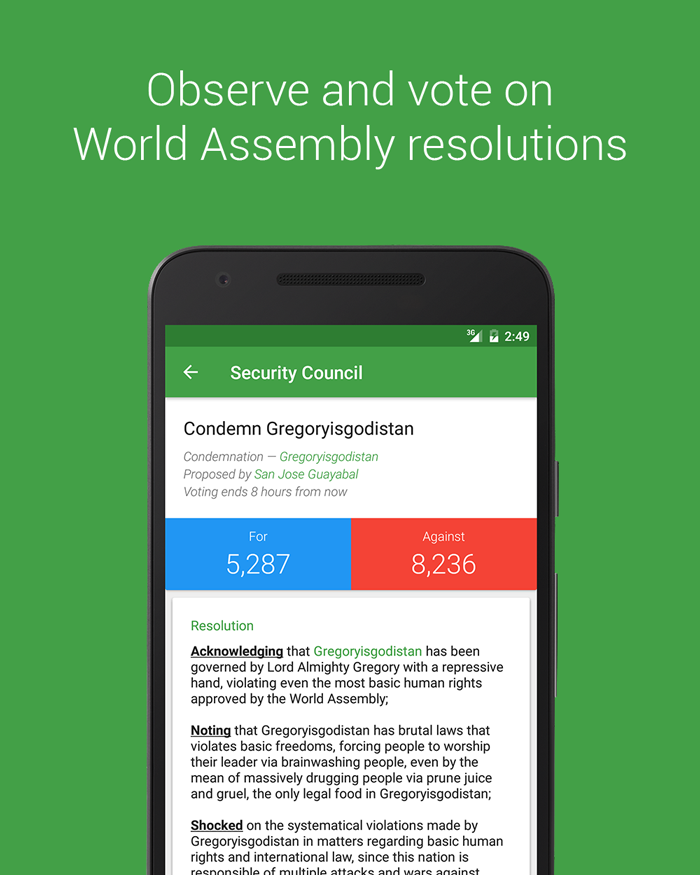 Observe and vote on
World Assembly resolutions
3G 2:49
Security Council
Condemn Gregoryisgodistan
Condemnation — Gregoryisgodistan
Proposed by San Jose Guayabal
Voting ends 8 hours from now
For Against
5,287 8,236
Resolution
Acknowledging that Gregoryisgodistan has been
governed by Lord Almighty Gregory with a repressive
hand, violating even the most basic human rights
approved by the World Assembly;
Noting that Gregoryisgodistan has brutal laws that
violates basic freedoms, forcing people to worship
their leader via brainwashing people, even by the
mean of massively drugging people via prune juice
and gruel, the only legal food in Gregoryisgodistan;
Shocked on the systematical violations made by
Gregoryisgodistan in matters regarding basic human
rights and international law, since this nation is
responsible of multiple attacks and wars against